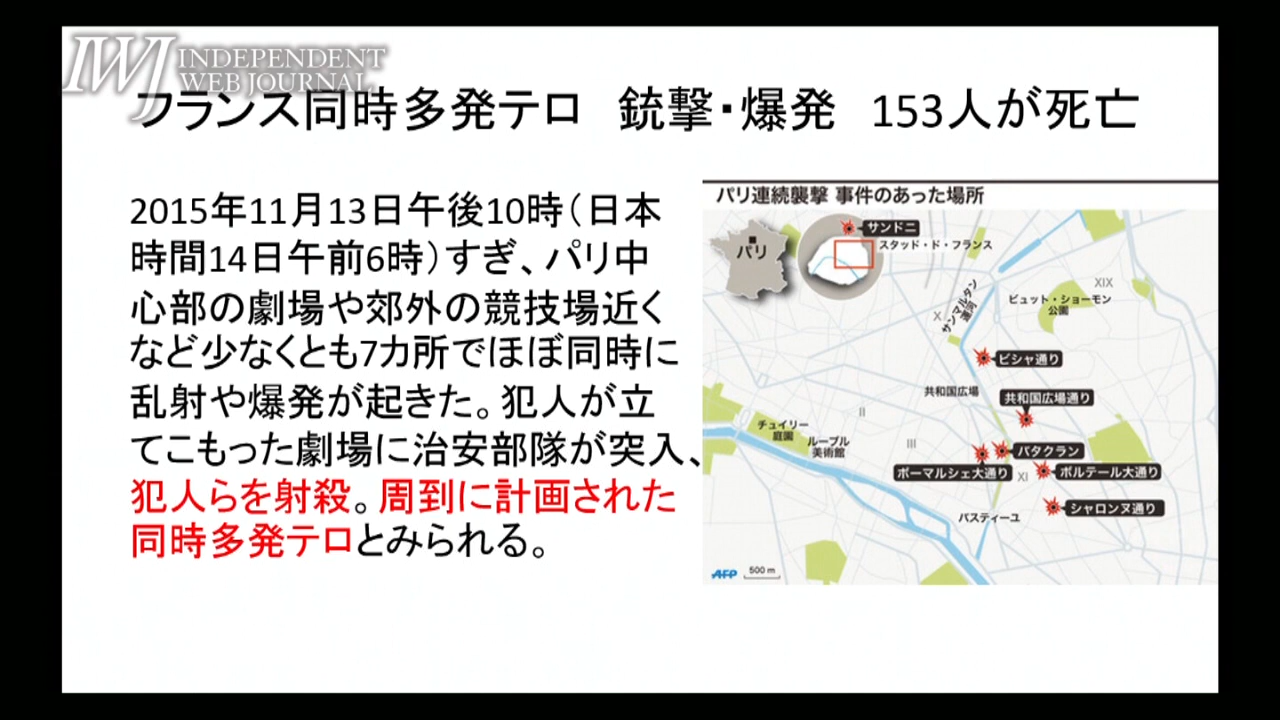 IWJ INDEPENDENT
WEB JOURNAL
フランス同時多発テロ　銃撃・爆発　153人が死亡
2015年11月13日午後10時（日本
時間14日午前6時）すぎ、パリ中
心部の劇場や郊外の競技場近く
など少なくとも7カ所でほぼ同時に
乱射や爆発が起きた。犯人が立
てこもった劇場に治安部隊が突入、
犯人らを射殺。周到に計画された
同時多発テロとみられる。
パリ連続襲撃 事件のあった場所
サンドニ
スタッド・ド・フランス
パリ
XIX
サンマルタン
運河
X
ビュット・ショーモン
公園
ビシャ通り
共和国広場
共和国広場通り
II
チュイリー
庭園
ルーブル
美術館
III
バタクラン
ボーマルシェ大通り
XI
ボルテール大通り
バスティーユ
シャロンヌ通り
AFP
500 m